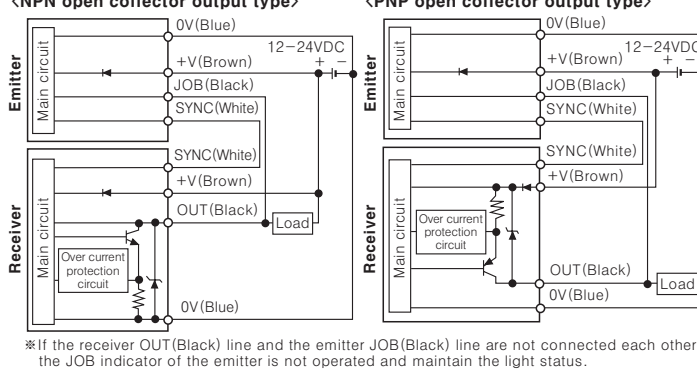 <NPN open collector output type>
Emitter
Main circuit
0V(Blue)
12-24VDC
+V(Brown)
+ -
JOB(Black)
SYNC(White)
Receiver
Main circuit
SYNC(White)
+V(Brown)
OUT(Black)
Load
Over current
protection
circuit
0V(Blue)
<PNP open collector output type>
Emitter
Main circuit
0V(Blue)
12-24VDC
+V(Brown)
+ -
JOB(Black)
SYNC(White)
Receiver
Main circuit
SYNC(White)
+V(Brown)
Over current
protection
circuit
OUT(Black)
Load
0V(Blue)
※If the receiver OUT(Black) line and the emitter JOB(Black) line are not connected each other
the JOB indicator of the emitter is not operated and maintain the light status.